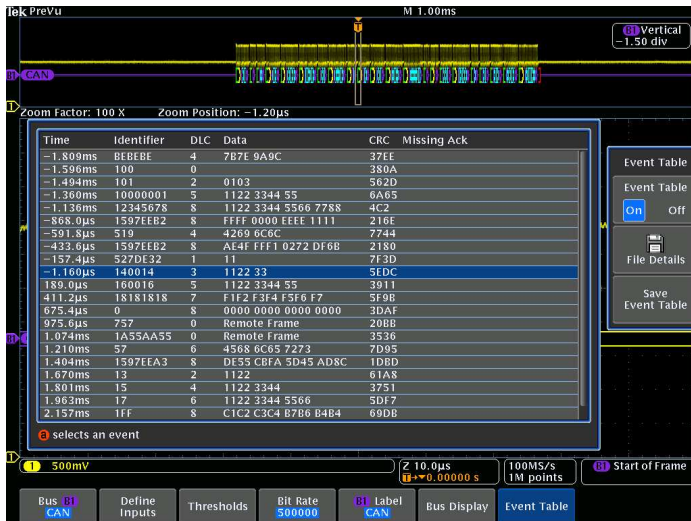 Tek PreVu M 1.00ms
B1 Vertical
-1.50 div
B1 CAN
Zoom Factor: 100 X Zoom Position: -1.20µs
Time Identifier DLC Data CRC Missing Ack
-1.809ms BEBEBE 4 7B7E 9A9C 37EE
-1.596ms 100 0 380A
-1.494ms 101 2 0103 562D
-1.360ms 10000001 5 1122 3344 55 6A65
-1.136ms 12345678 8 1122 3344 5566 7788 4C2
-868.0µs 1597EEB2 8 FFFF 0000 EEEE 1111 216E
-591.8µs 519 4 4269 6C6C 7744
-433.6µs 1597EEB2 8 AE4F FFF1 0272 DF6B 2180
-157.4µs 527DE32 1 11 7F3D
-1.160µs 140014 3 1122 33 5EDC
189.0µs 160016 5 1122 3344 55 3911
411.2µs 18181818 7 F1F2 F3F4 F5F6 F7 5F9B
675.4µs 0 8 0000 0000 0000 0000 3DAF
975.6µs 757 0 Remote Frame 20BB
1.074ms 1A55AA55 0 Remote Frame 3536
1.210ms 57 6 4568 6C65 7273 7D95
1.404ms 1597EEA3 8 DE55 CBFA 5D45 AD8C 1DBD
1.670ms 13 2 1122 61A8
1.801ms 15 4 1122 3344 3751
1.963ms 17 6 1122 3344 5566 5DF7
2.157ms 1FF 8 C1C2 C3C4 B7B6 B4B4 69DB
a selects an event
Event Table
Event Table
On Off
File Details
Save
Event Table
1 500mV
Z 10.0µs
T→▼0.00000 s
100MS/s
1M points
B1 Start of Frame
Bus B1
CAN
Define
Inputs
Thresholds
Bit Rate
500000
B1 Label
CAN
Bus Display
Event Table